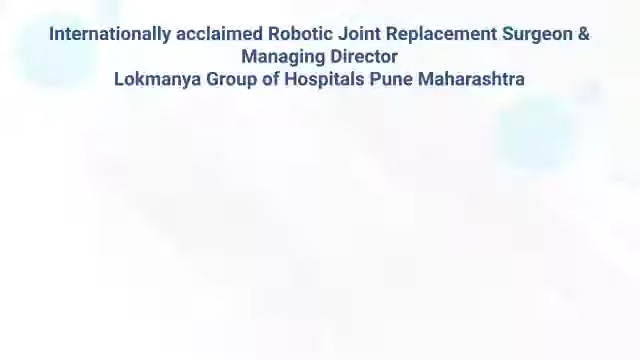 Internationally acclaimed Robotic Joint Replacement Surgeon &
Managing Director
Lokmanya Group of Hospitals Pune Maharashtra